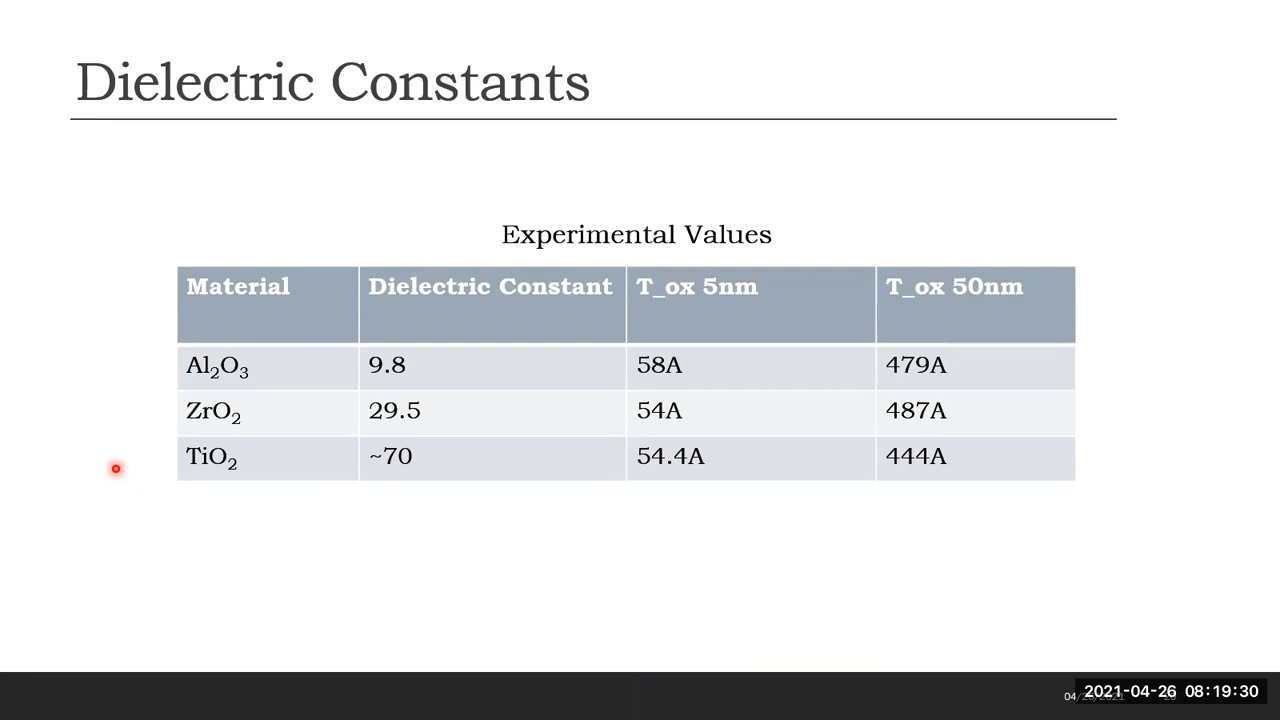 Dielectric Constants
Experimental Values
Material Dielectric Constant T_ox 5nm T_ox 50nm
Al₂O₃ 9.8 58A 479A
ZrO₂ 29.5 54A 487A
TiO₂ ~70 54.4A 444A
2021-04-26 08:19:30